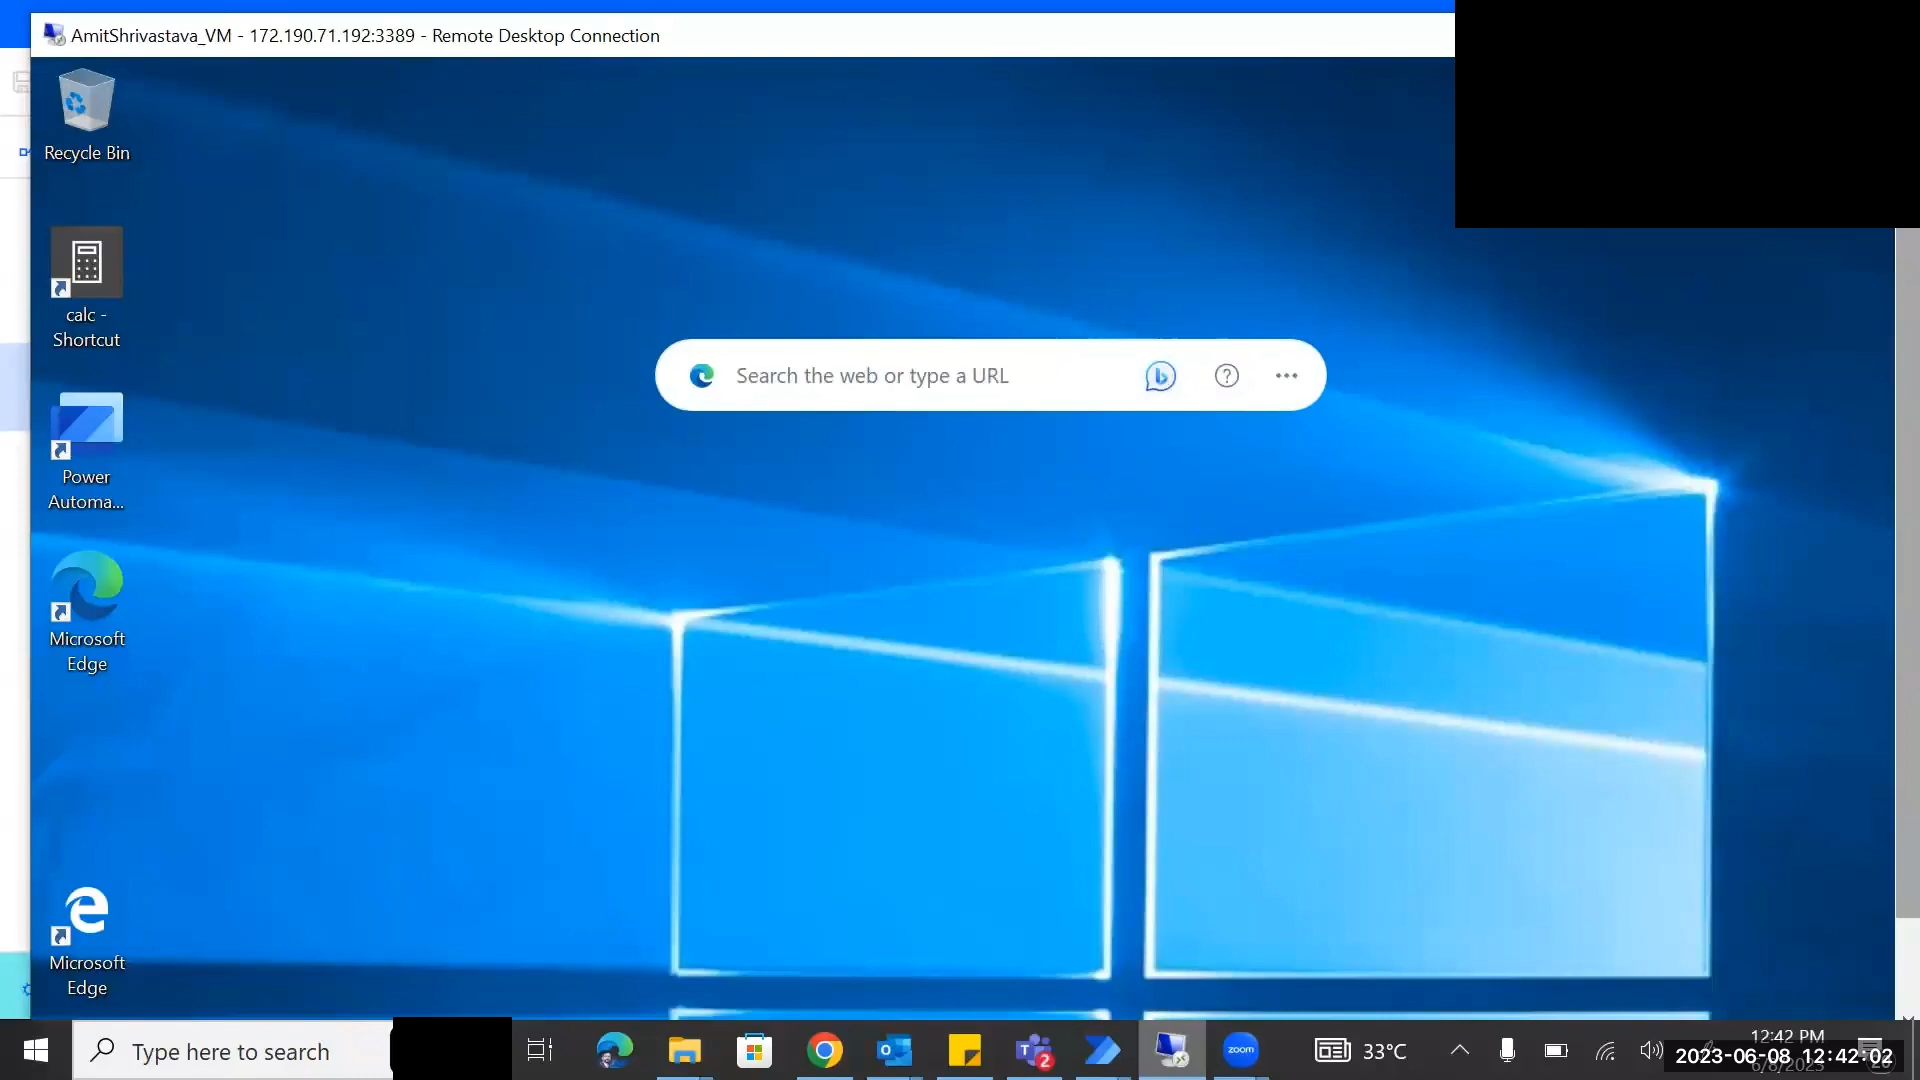 AmitShrivastava_VM - 172.190.71.192:3389 - Remote Desktop Connection
Recycle Bin
calc -
Shortcut
Search the web or type a URL
Power
Automa...
Microsoft
Edge
Microsoft
Edge
Type here to search
2
zoom
33°C
12:42 PM
2023-06-08 12:42:02
6/8/2023